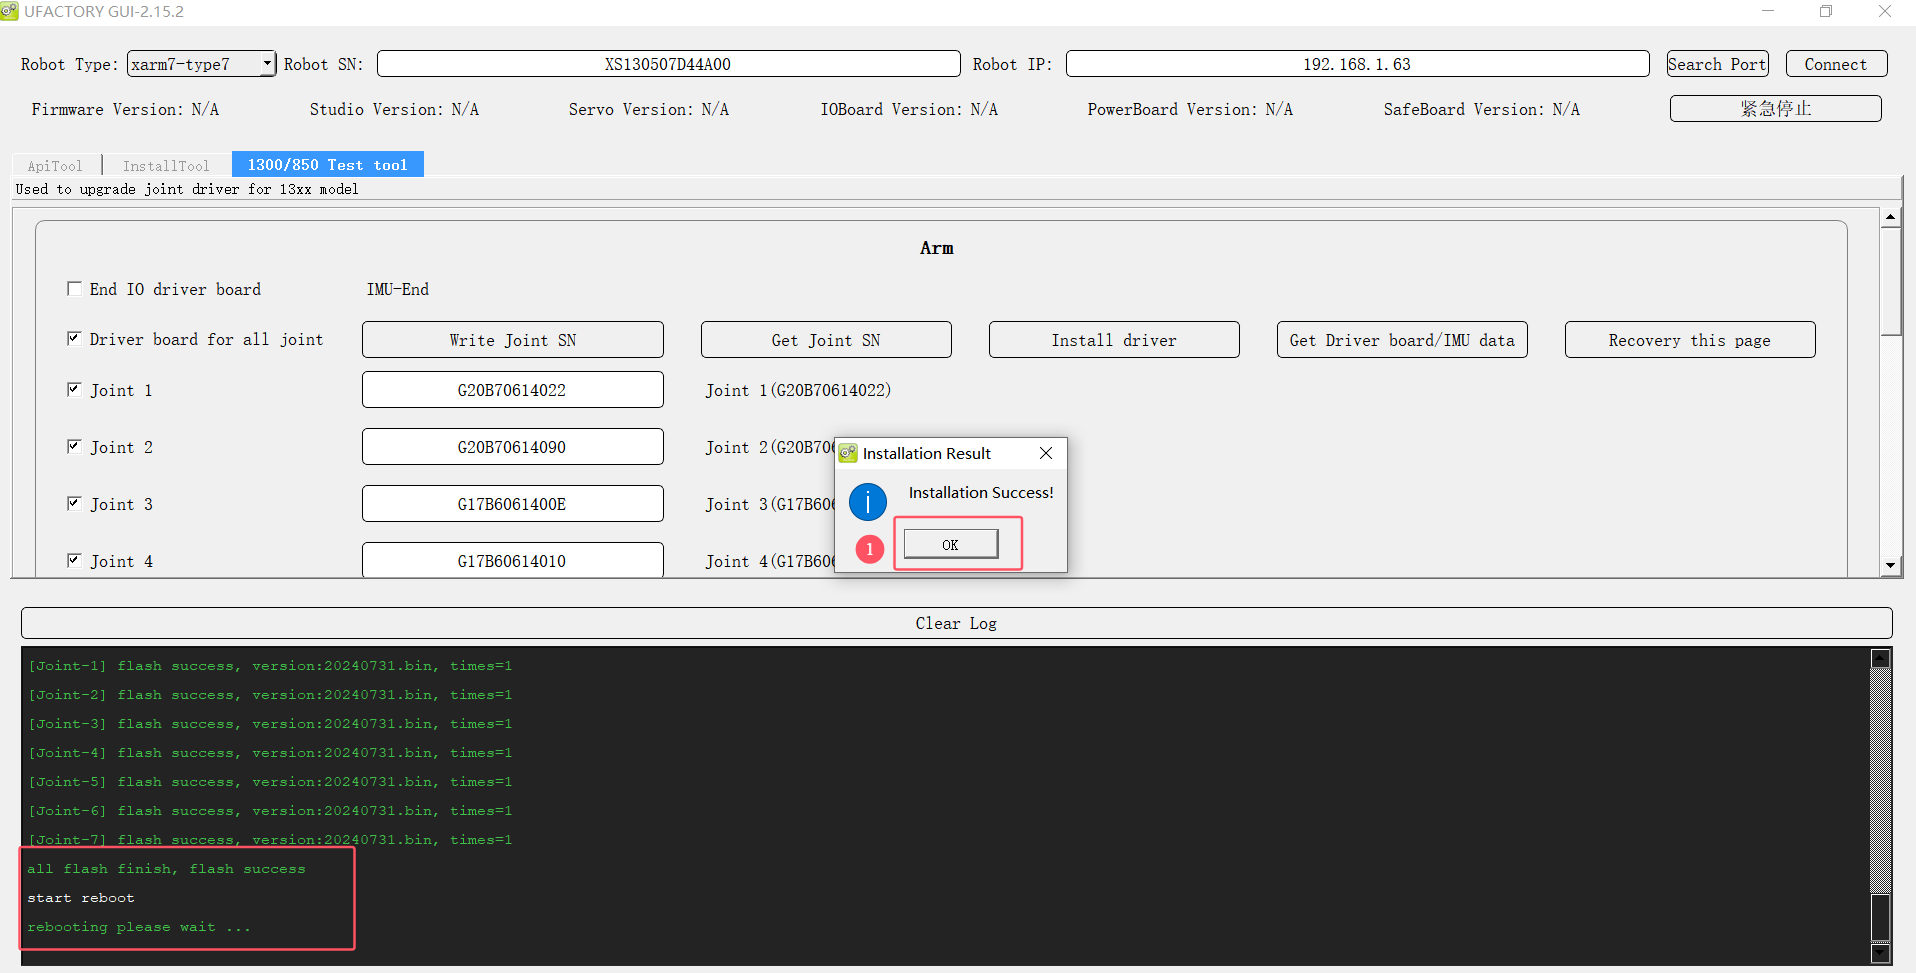 UFACTORY GUI-2.15.2
Robot Type: xarm7-type7 Robot SN: XS130507D44A00 Robot IP: 192.168.1.63 Search Port Connect
Firmware Version: N/A Studio Version: N/A Servo Version: N/A IOBoard Version: N/A PowerBoard Version: N/A SafeBoard Version: N/A 紧急停止
ApiTool InstallTool 1300/850 Test tool
Used to upgrade joint driver for 13xx model
Arm
End IO driver board IMU-End
Driver board for all joint Write Joint SN Get Joint SN Install driver Get Driver board/IMU data Recovery this page
Joint 1 G20B70614022 Joint 1(G20B70614022)
Joint 2 G20B70614090 Joint 2(G20B706
Installation Result
Installation Success!
Joint 3 G17B6061400E Joint 3(G17B606
1 OK
Joint 4 G17B60614010 Joint 4(G17B606
Clear Log
[Joint-1] flash success, version:20240731.bin, times=1
[Joint-2] flash success, version:20240731.bin, times=1
[Joint-3] flash success, version:20240731.bin, times=1
[Joint-4] flash success, version:20240731.bin, times=1
[Joint-5] flash success, version:20240731.bin, times=1
[Joint-6] flash success, version:20240731.bin, times=1
[Joint-7] flash success, version:20240731.bin, times=1
all flash finish, flash success
start reboot
rebooting please wait ...